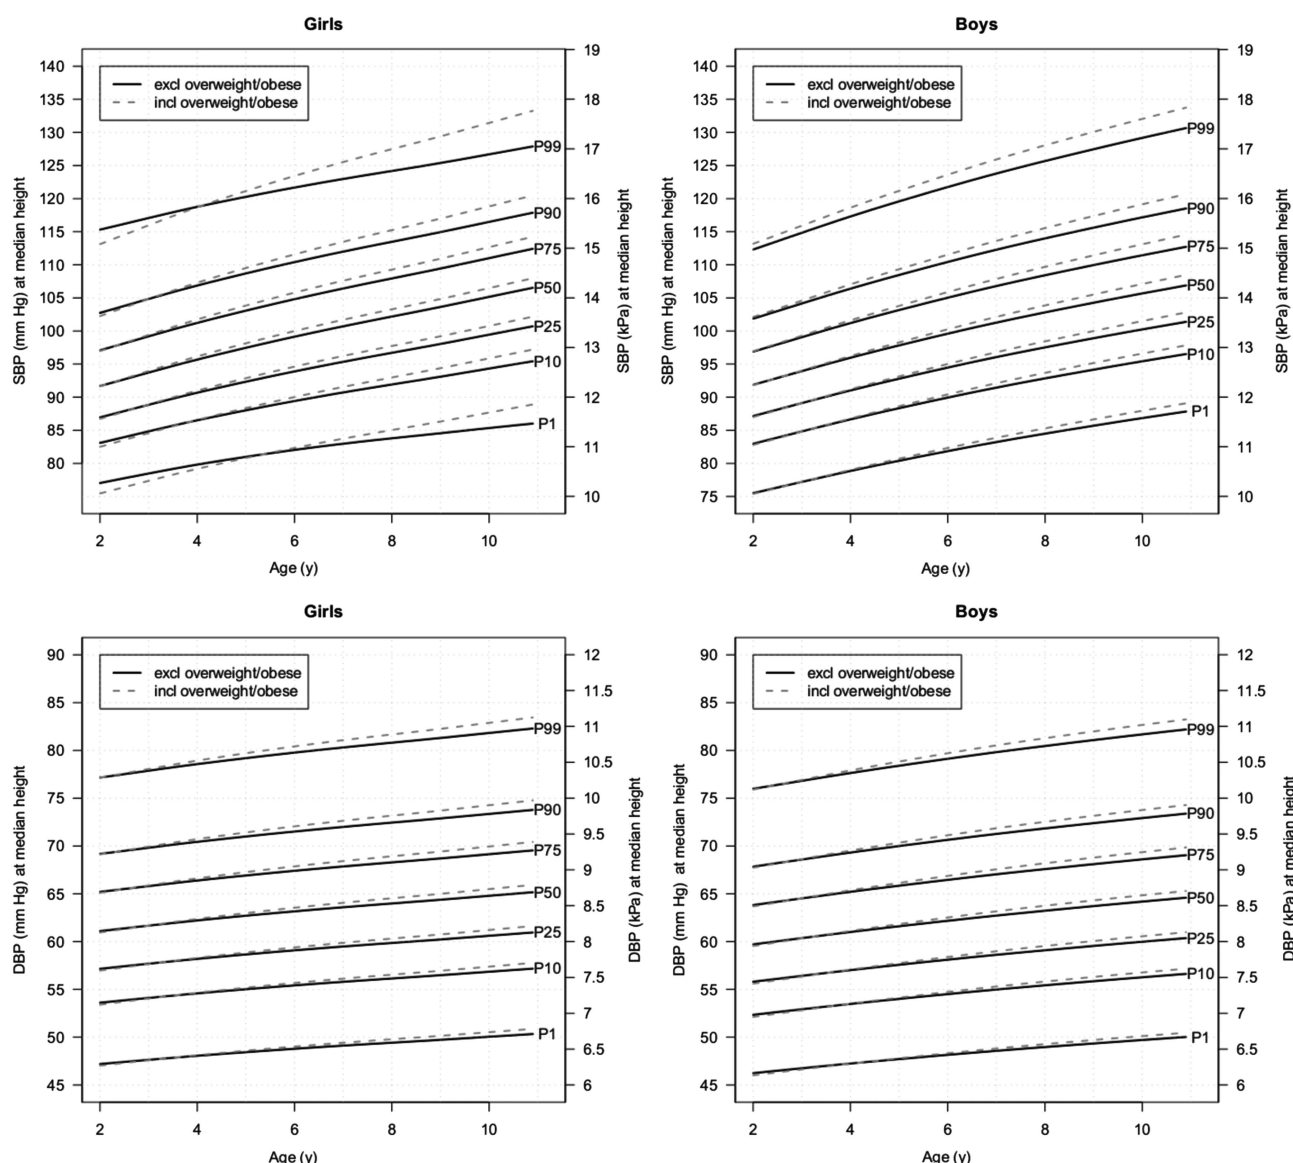 Girls
excl overweight/obese
incl overweight/obese
SBP (mm Hg) at median height
140
135
130
125
120
115
110
105
100
95
90
85
80
P99
P90
P75
P50
P25
P10
P1
19
18
17
16
15
14
13
12
11
10
SBP (kPa) at median height
2 4 6 8 10
Age (y)
Boys
excl overweight/obese
incl overweight/obese
SBP (mm Hg) at median height
140
135
130
125
120
115
110
105
100
95
90
85
80
75
P99
P90
P75
P50
P25
P10
P1
19
18
17
16
15
14
13
12
11
10
SBP (kPa) at median height
2 4 6 8 10
Age (y)
Girls
excl overweight/obese
incl overweight/obese
DBP (mm Hg) at median height
90
85
80
75
70
65
60
55
50
45
P99
P90
P75
P50
P25
P10
P1
12
11.5
11
10.5
10
9.5
9
8.5
8
7.5
7
6.5
6
DBP (kPa) at median height
2 4 6 8 10
Age (y)
Boys
excl overweight/obese
incl overweight/obese
DBP (mm Hg) at median height
90
85
80
75
70
65
60
55
50
45
P99
P90
P75
P50
P25
P10
P1
12
11.5
11
10.5
10
9.5
9
8.5
8
7.5
7
6.5
6
DBP (kPa) at median height
2 4 6 8 10
Age (y)